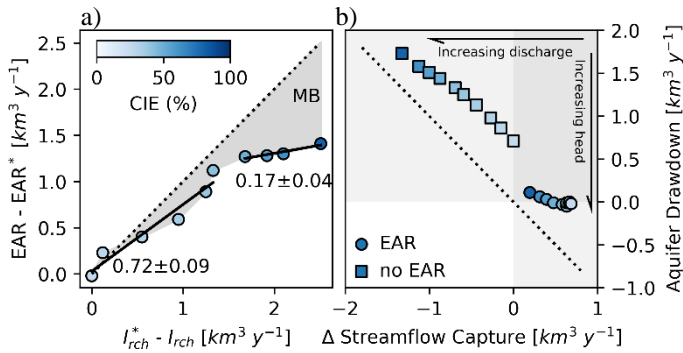 a)
b)
2.5
2.0
1.5
1.0
0.5
0.0
0 50 100
CIE (%)
MB
0.17±0.04
0.72±0.09
EAR - EAR* [km³ y⁻¹]
0 1 2
I*rch - Irch [km³ y⁻¹]
Increasing discharge
Increasing head
EAR
no EAR
2.0
1.5
1.0
0.5
0.0
−0.5
−1.0
Aquifer Drawdown [km³ y⁻¹]
−2 −1 0 1
Δ Streamflow Capture [km³ y⁻¹]